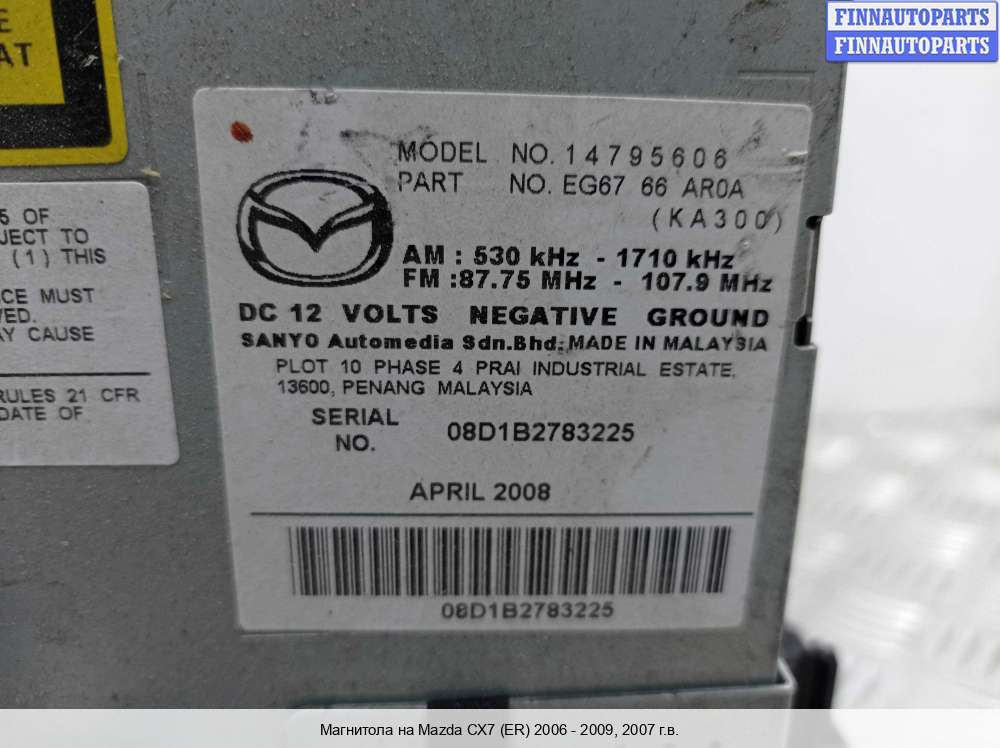 E
AT
FINNAUTOPARTS
FINNAUTOPARTS
5 OF
JECT TO
(1) THIS
CE MUST
VED.
AY CAUSE
RULES 21 CFR
DATE OF
MODEL NO. 14795606
PART NO. EG67 66 AR0A
(KA300)
AM : 530 kHz - 1710 kHz
FM :87.75 MHz - 107.9 MHz
DC 12 VOLTS NEGATIVE GROUND
SANYO Automedia Sdn.Bhd. MADE IN MALAYSIA
PLOT 10 PHASE 4 PRAI INDUSTRIAL ESTATE,
13600, PENANG MALAYSIA
SERIAL
NO. 08D1B2783225
APRIL 2008
08D1B2783225
Магнитола на Mazda CX7 (ER) 2006 - 2009, 2007 г.в.